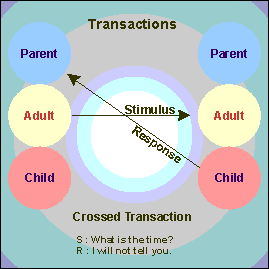 Transactions
Parent Parent
Adult Stimulus Adult
Response
Child Child
Crossed Transaction
S : What is the time?
R : I will not tell you.